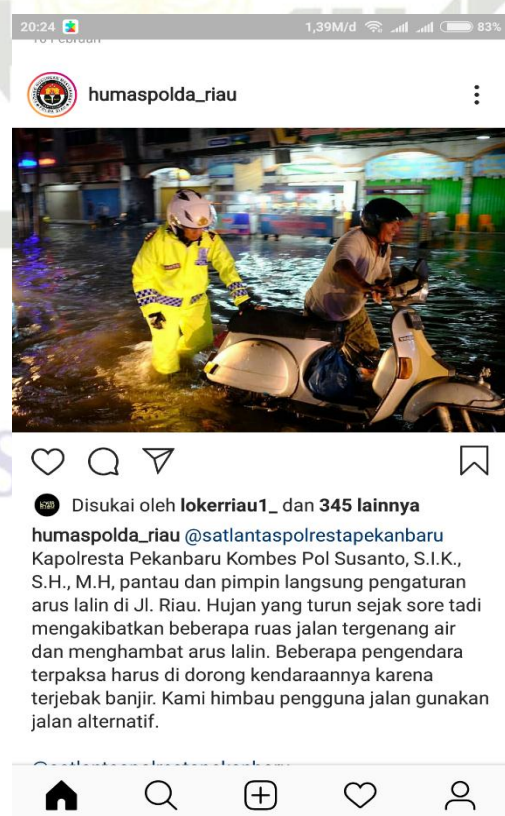 20:24 1,39M/d 83%
humaspolda_riau
Disukai oleh lokerriau1_ dan 345 lainnya
humaspolda_riau @satlantaspolrestapekanbaru
Kapolresta Pekanbaru Kombes Pol Susanto, S.I.K.,
S.H., M.H, pantau dan pimpin langsung pengaturan
arus lalin di Jl. Riau. Hujan yang turun sejak sore tadi
mengakibatkan beberapa ruas jalan tergenang air
dan menghambat arus lalin. Beberapa pengendara
terpaksa harus di dorong kendaraannya karena
terjebak banjir. Kami himbau pengguna jalan gunakan
jalan alternatif.